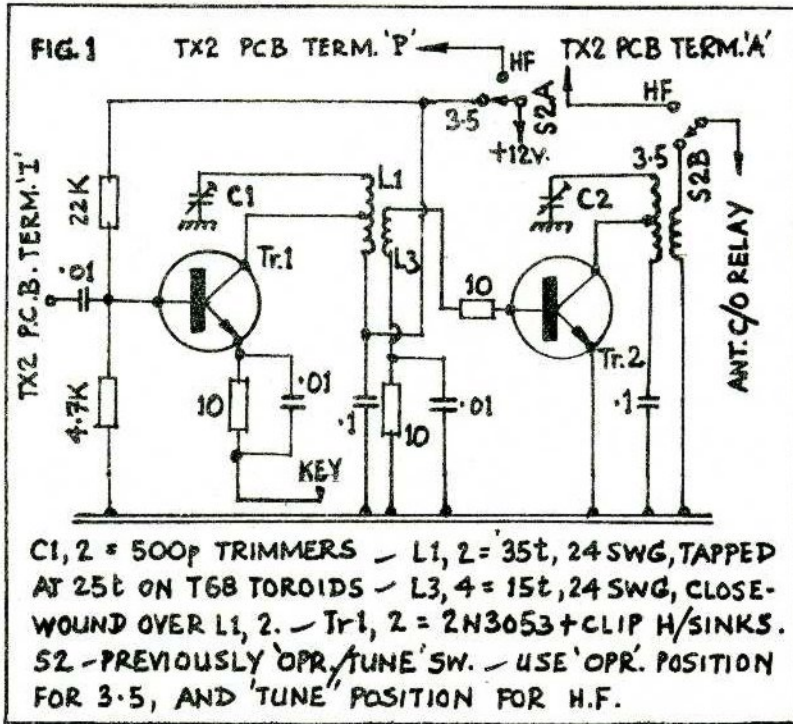 FIG.1
TX2 PCB TERM.'P'
HF
TX2 PCB TERM.'A'
HF
3.5
S2A
+12V.
3.5
S2B
L1
C1
C2
22K
Tr.1
L3
TX2 P.C.B. TERM.'I'
.01
10
Tr.2
ANT. C/O RELAY
4.7K
10
.01
.1
10
.01
.1
KEY
C1, 2 = 500p TRIMMERS – L1, 2 = 35t, 24 SWG, TAPPED
AT 25t ON T68 TOROIDS – L3, 4 = 15t, 24 SWG, CLOSE-
WOUND OVER L1, 2. – Tr1, 2 = 2N3053 + CLIP H/SINKS.
S2 – PREVIOUSLY 'OPR./TUNE' SW. – USE 'OPR'. POSITION
FOR 3.5, AND 'TUNE" POSITION FOR H.F.